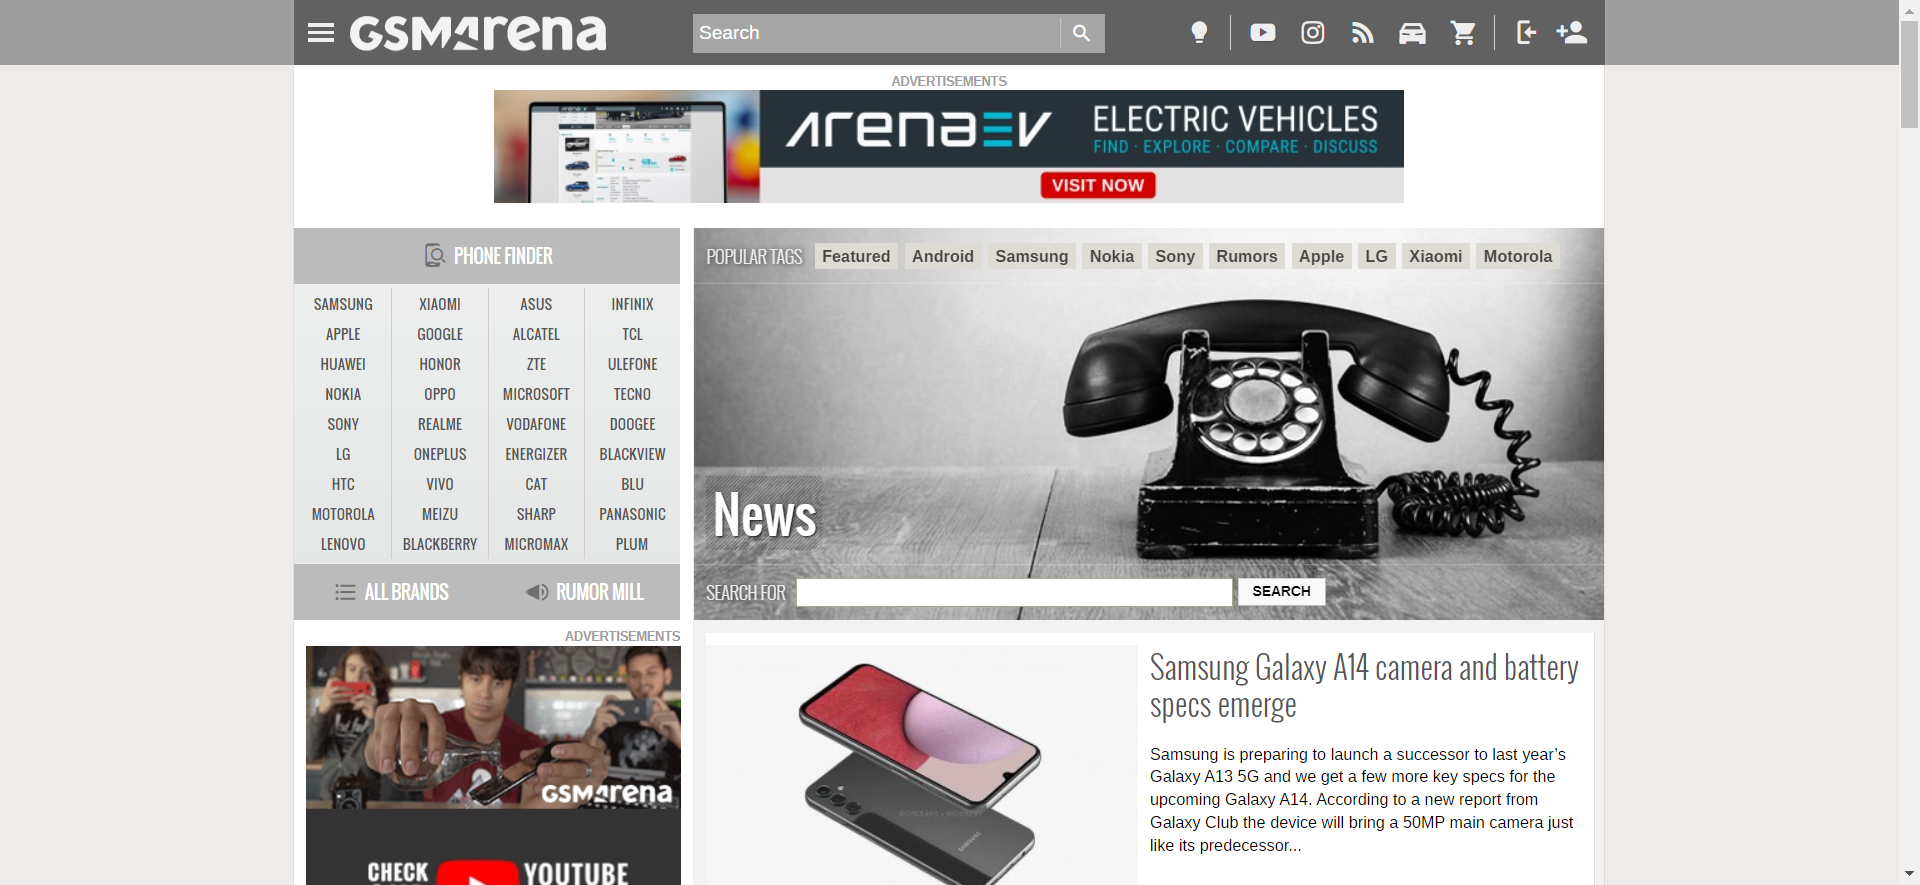 GSMArena
Search
ADVERTISEMENTS
arenaEV
ELECTRIC VEHICLES
FIND · EXPLORE · COMPARE · DISCUSS
VISIT NOW
PHONE FINDER
SAMSUNG XIAOMI ASUS INFINIX
APPLE GOOGLE ALCATEL TCL
HUAWEI HONOR ZTE ULEFONE
NOKIA OPPO MICROSOFT TECNO
SONY REALME VODAFONE DOOGEE
LG ONEPLUS ENERGIZER BLACKVIEW
HTC VIVO CAT BLU
MOTOROLA MEIZU SHARP PANASONIC
LENOVO BLACKBERRY MICROMAX PLUM
ALL BRANDS RUMOR MILL
ADVERTISEMENTS
GSMArena
CHECK YOUTUBE
POPULAR TAGS Featured Android Samsung Nokia Sony Rumors Apple LG Xiaomi Motorola
News
SEARCH FOR SEARCH
Samsung Galaxy A14 camera and battery
specs emerge
Samsung is preparing to launch a successor to last year’s
Galaxy A13 5G and we get a few more key specs for the
upcoming Galaxy A14. According to a new report from
Galaxy Club the device will bring a 50MP main camera just
like its predecessor...
SAMSUNG